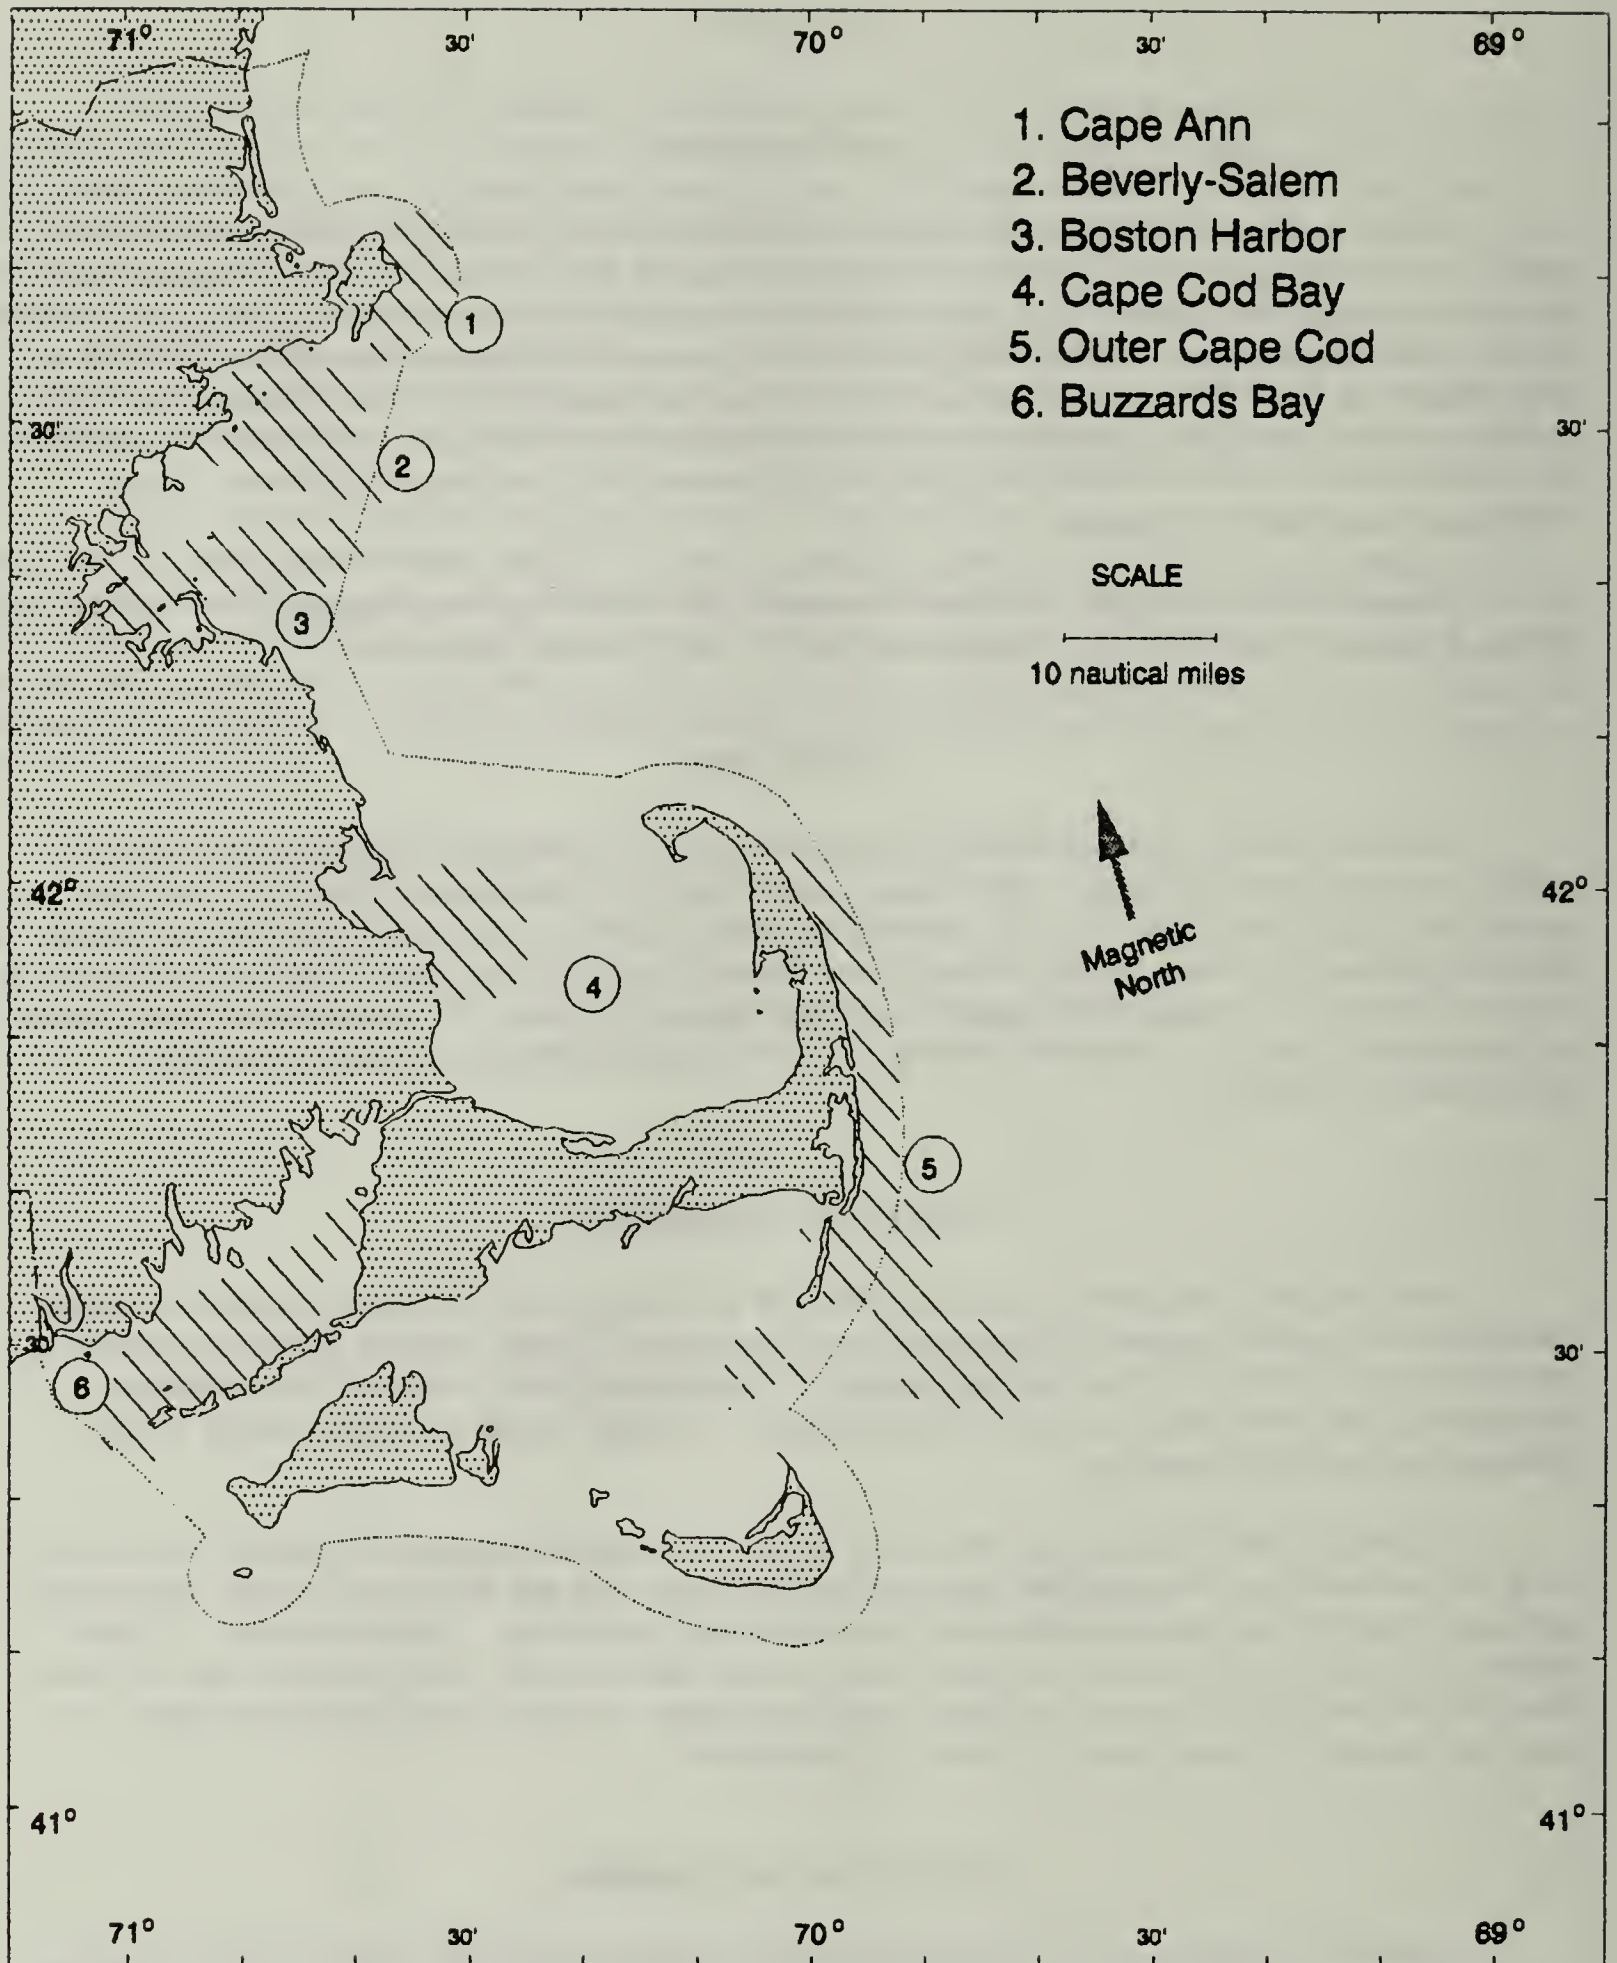 71° 30' 70° 30' 69°
1. Cape Ann
2. Beverly-Salem
3. Boston Harbor
4. Cape Cod Bay
5. Outer Cape Cod
6. Buzzards Bay
1
30' 30'
2
SCALE
3
10 nautical miles
42° 42°
Magnetic
North
4
5
30' 30'
6
41° 41°
71° 30' 70° 30' 69°